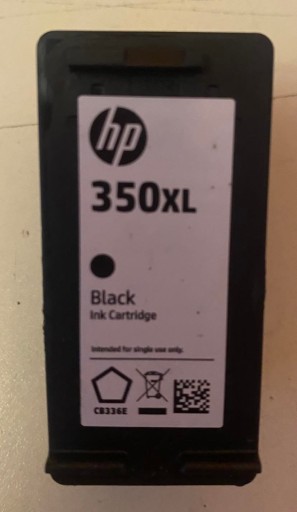 hp
350XL
Black
Ink Cartridge
Intended for single use only.
CB336E